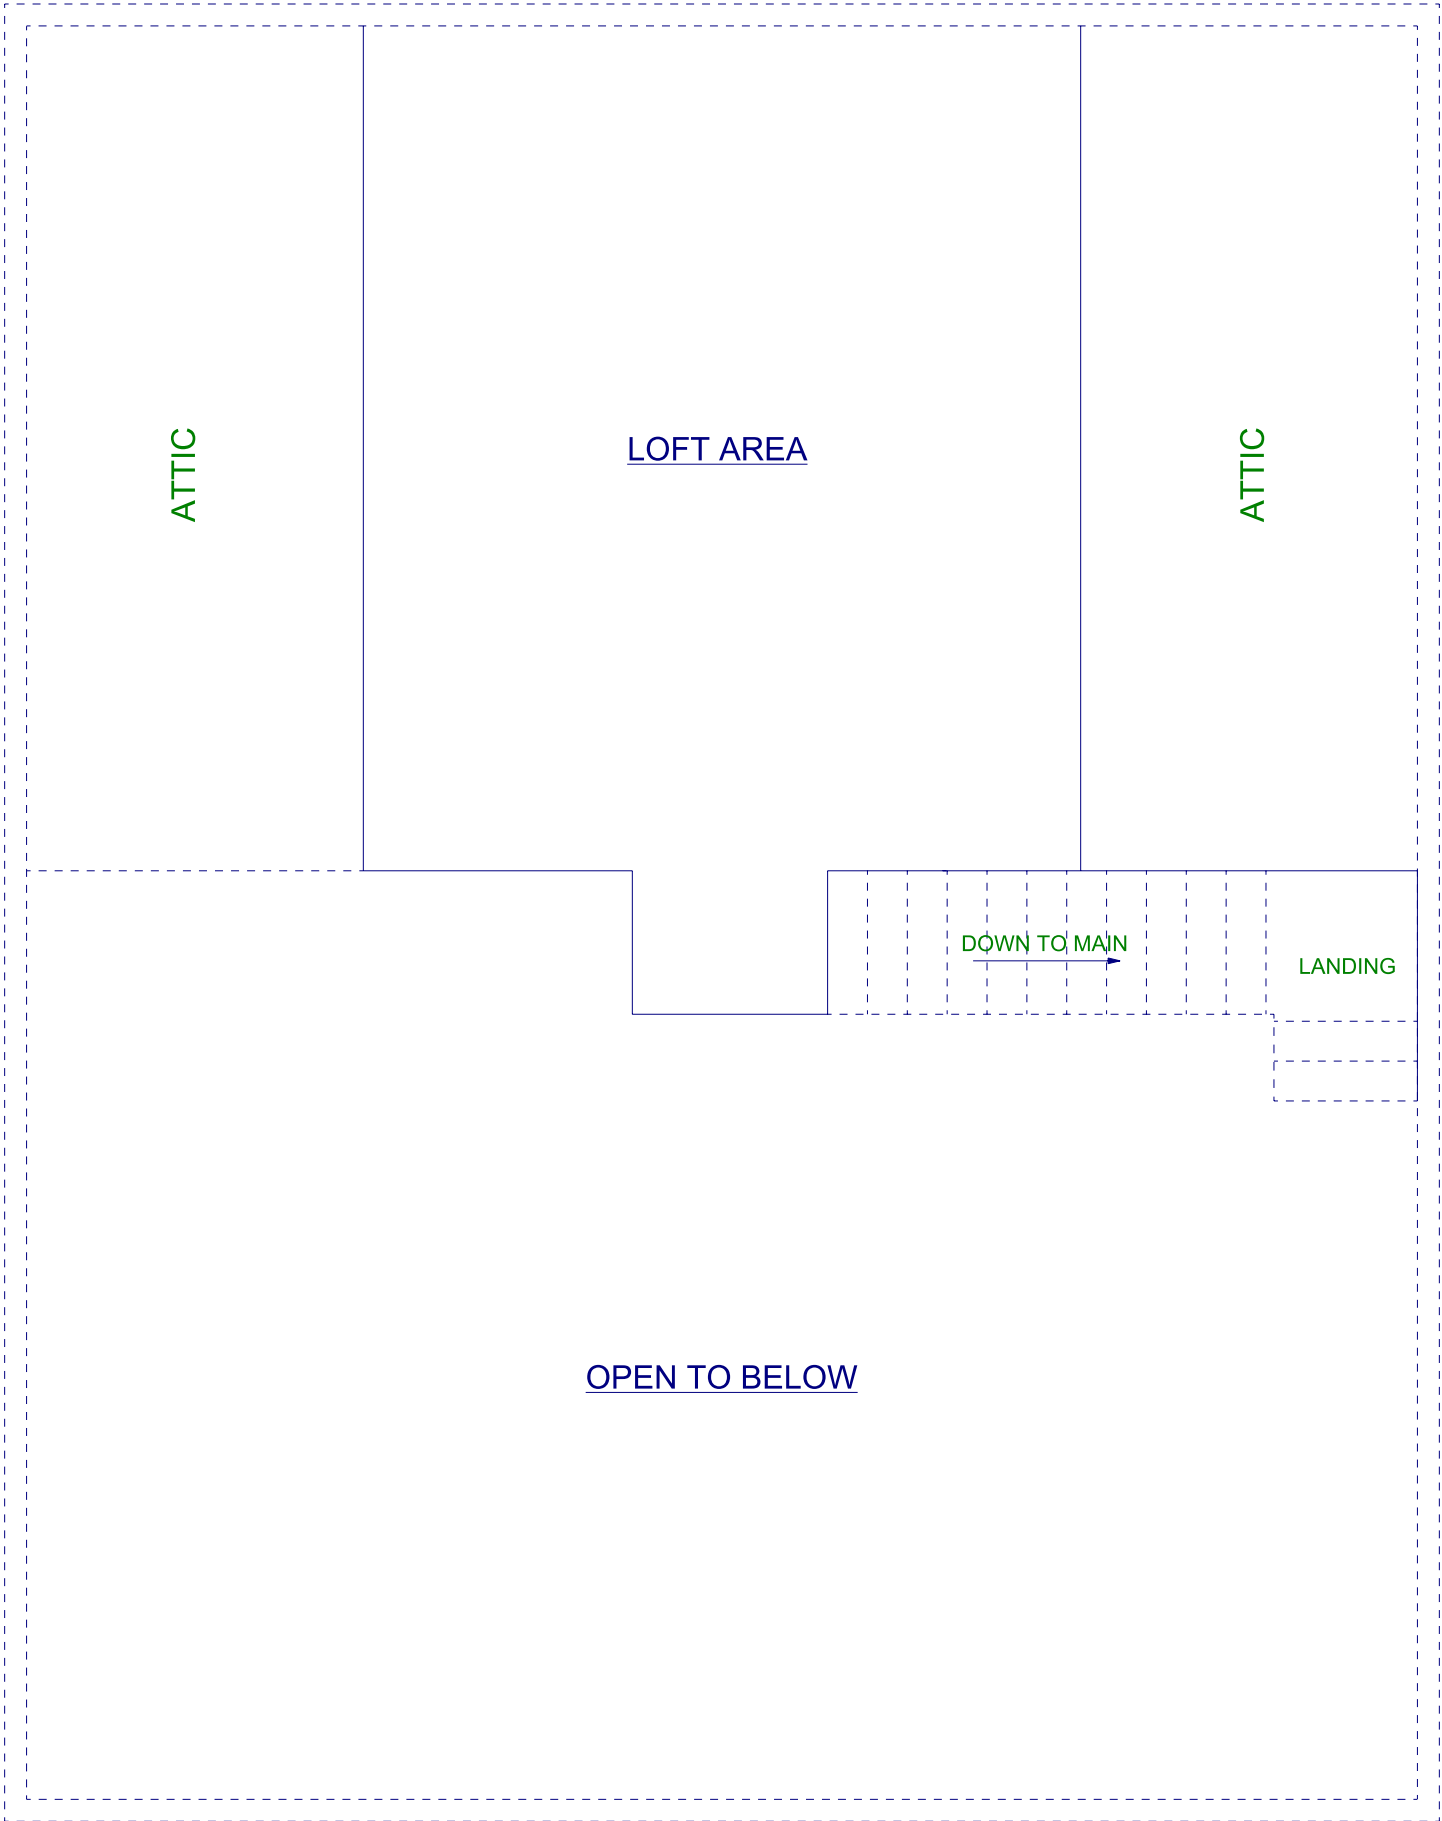 ATTIC
LOFT AREA
ATTIC
DOWN TO MAIN
LANDING
OPEN TO BELOW